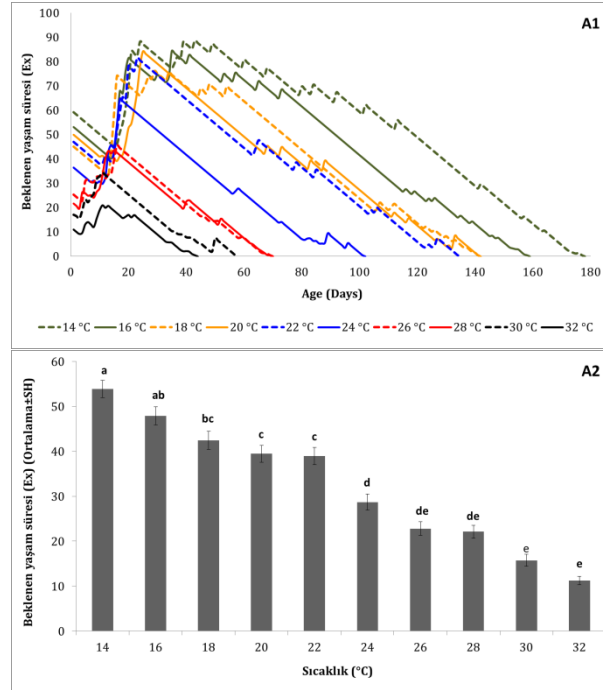 A1
Beklenen yaşam süresi (Ex)
100
90
80
70
60
50
40
30
20
10
0
0 20 40 60 80 100 120 140 160 180 200
Age (Days)
14 °C 16 °C 18 °C 20 °C 22 °C 24 °C 26 °C 28 °C 30 °C 32 °C
A2
Beklenen yaşam süresi (Ex) (Ortalama±SH)
60
50
40
30
20
10
0
a ab bc c c d de de e e
14 16 18 20 22 24 26 28 30 32
Sıcaklık (°C)